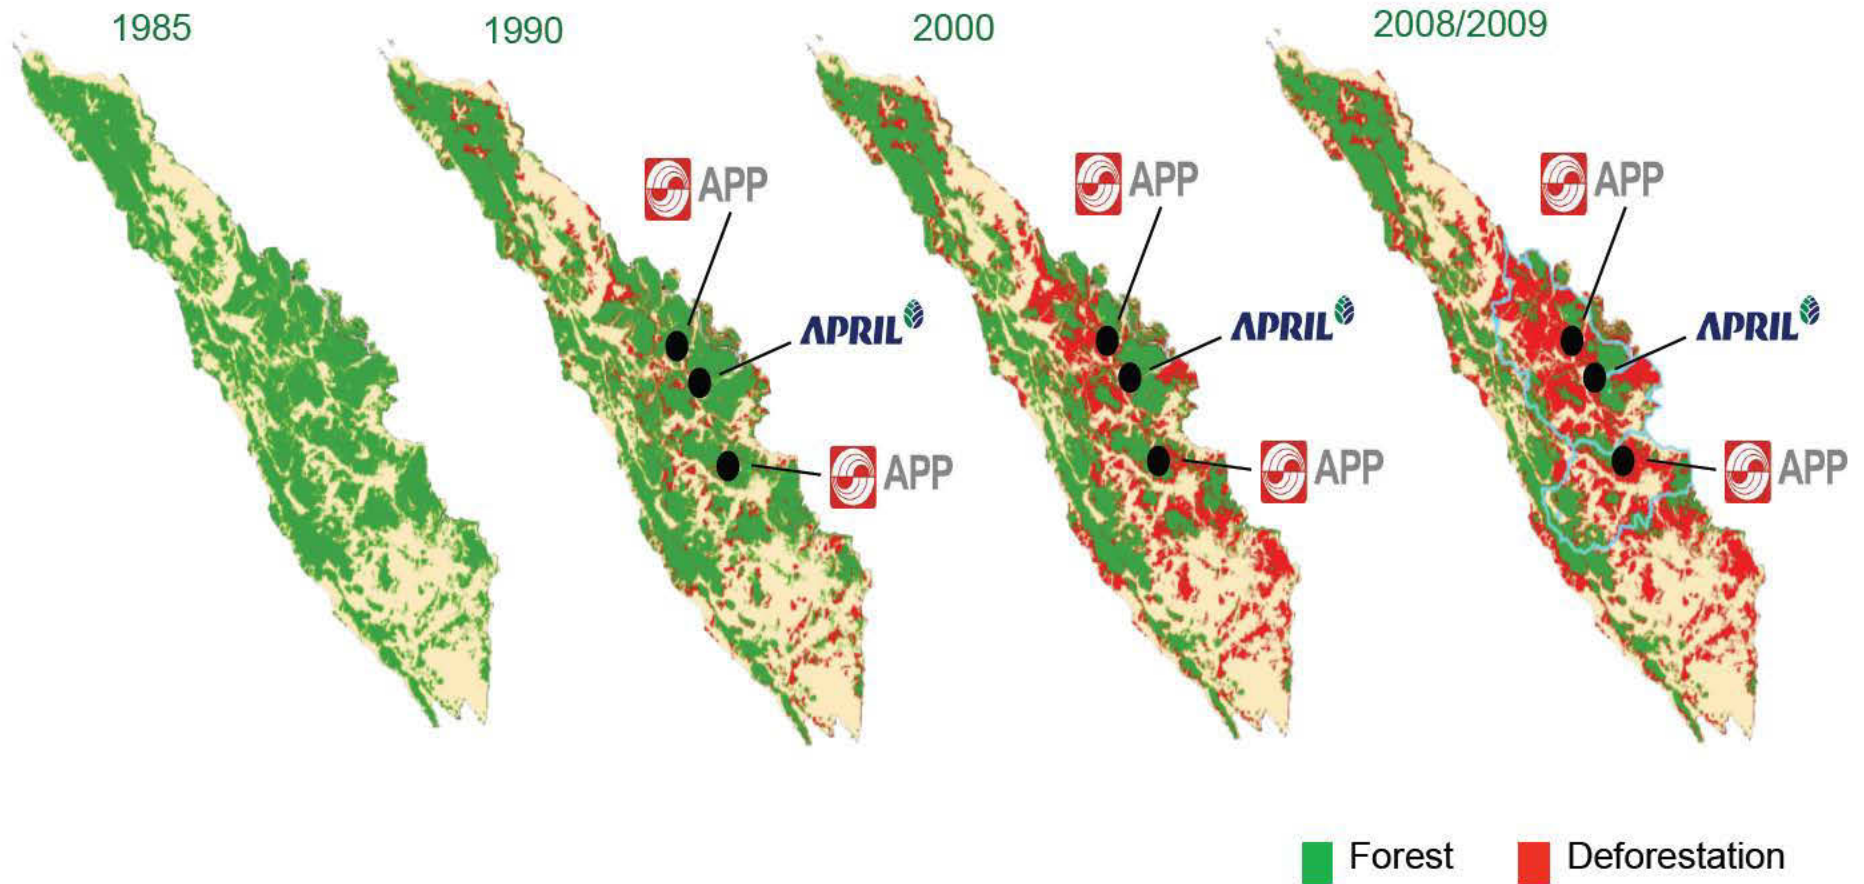 1985
1990
2000
2008/2009
APP
APP
APP
APRIL
APRIL
APRIL
APP
APP
APP
Forest
Deforestation